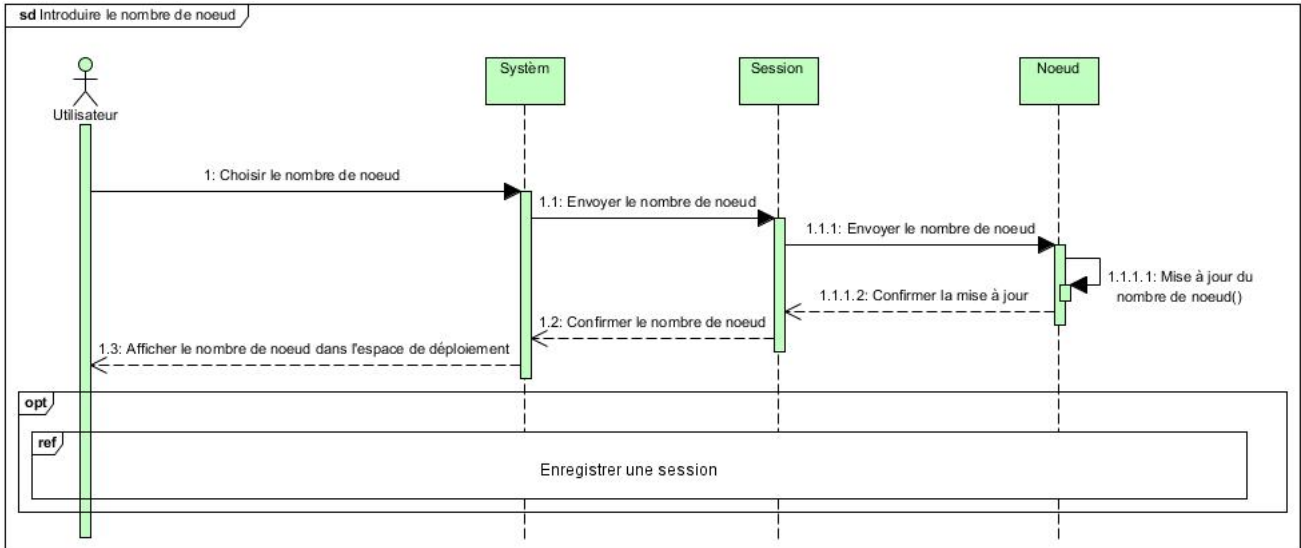 sd Introduire le nombre de noeud
Utilisateur
Systèm
Session
Noeud
1: Choisir le nombre de noeud
1.1: Envoyer le nombre de noeud
1.1.1: Envoyer le nombre de noeud
1.1.1.1: Mise à jour du
nombre de noeud()
1.1.1.2: Confirmer la mise à jour
1.2: Confirmer le nombre de noeud
1.3: Afficher le nombre de noeud dans l'espace de déploiement
opt
ref
Enregistrer une session